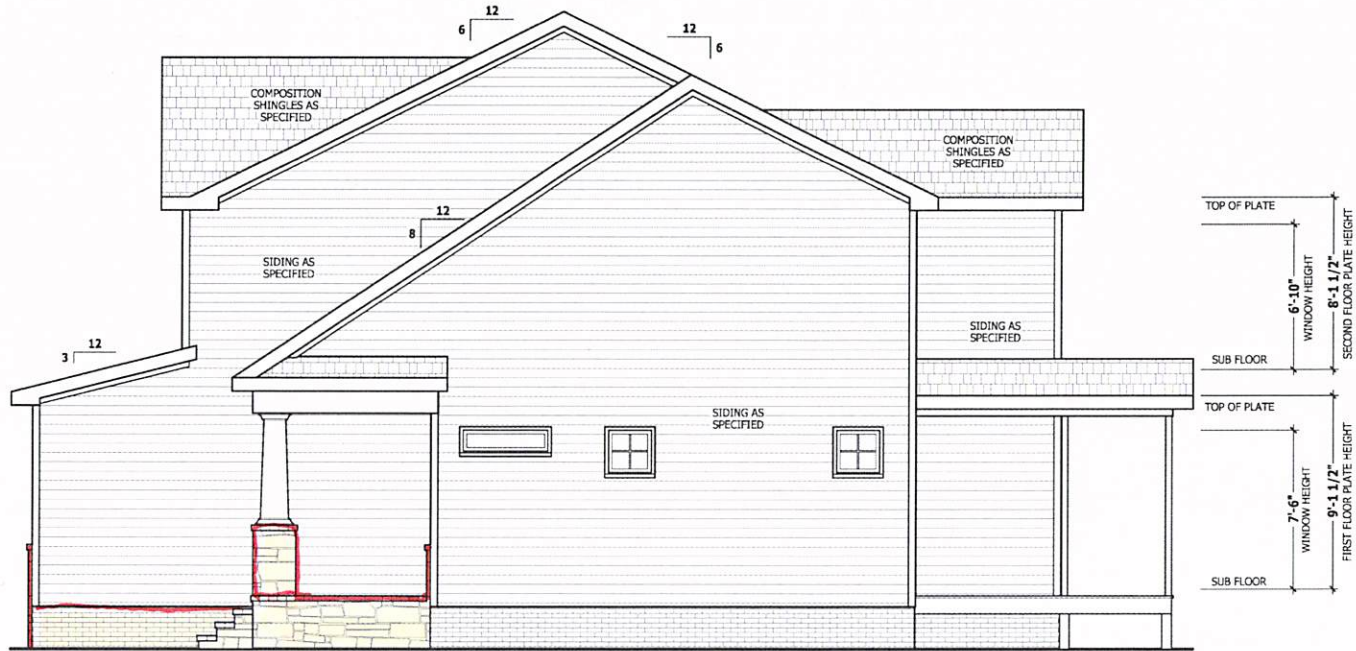 12
6
12
6
COMPOSITION
SHINGLES AS
SPECIFIED
COMPOSITION
SHINGLES AS
SPECIFIED
12
8
SIDING AS
SPECIFIED
SIDING AS
SPECIFIED
12
3
SIDING AS
SPECIFIED
TOP OF PLATE
6'-10"
WINDOW HEIGHT
8'-1 1/2"
SECOND FLOOR PLATE HEIGHT
SUB FLOOR
TOP OF PLATE
7'-6"
WINDOW HEIGHT
9'-1 1/2"
FIRST FLOOR PLATE HEIGHT
SUB FLOOR